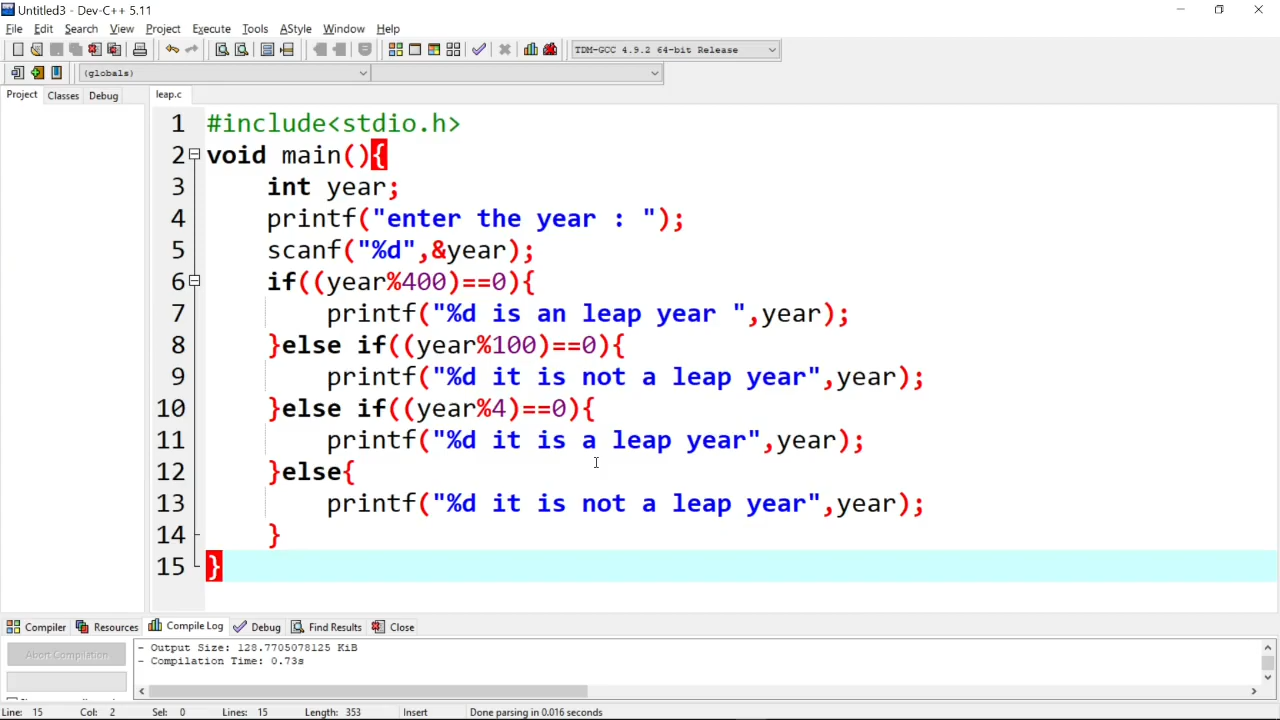 Untitled3 - Dev-C++ 5.11
File Edit Search View Project Execute Tools AStyle Window Help
TDM-GCC 4.9.2 64-bit Release
(globals)
Project Classes Debug leap.c
1 #include<stdio.h>
2 void main(){
3 int year;
4 printf("enter the year : ");
5 scanf("%d",&year);
6 if((year%400)==0){
7 printf("%d is an leap year ",year);
8 }else if((year%100)==0){
9 printf("%d it is not a leap year",year);
10 }else if((year%4)==0){
11 printf("%d it is a leap year",year);
12 }else{
13 printf("%d it is not a leap year",year);
14 }
15 }
Compiler Resources Compile Log Debug Find Results Close
Abort Compilation
- Output Size: 128.7705078125 KiB
- Compilation Time: 0.73s
Line: 15 Col: 2 Sel: 0 Lines: 15 Length: 353 Insert Done parsing in 0.016 seconds